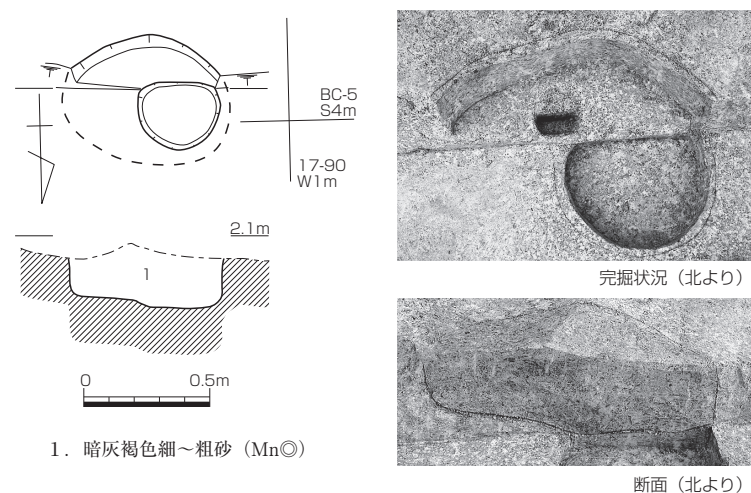 BC-5
S4m
17-90
W1m
2.1m
1
0 0.5m
1．暗灰褐色細～粗砂（Mn◎）
完掘状況（北より）
断面（北より）